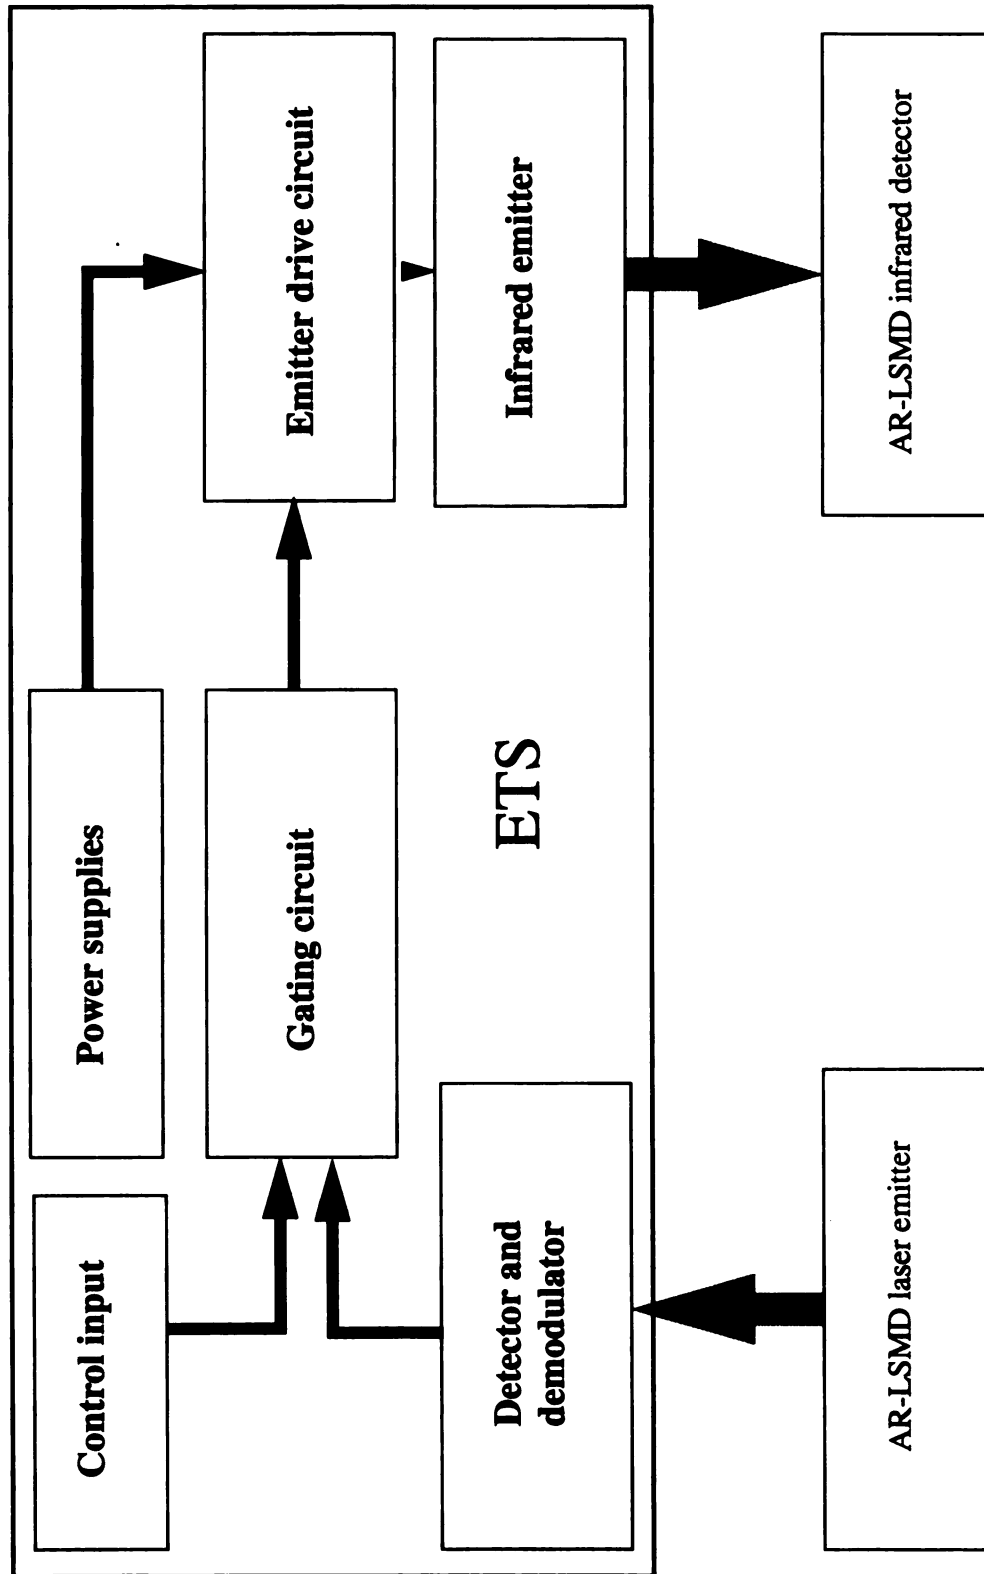 Control input
Power supplies
Detector and
demodulator
Gating circuit
Emitter drive circuit
ETS
Infrared emitter
AR-LSMD laser emitter
AR-LSMD infrared detector